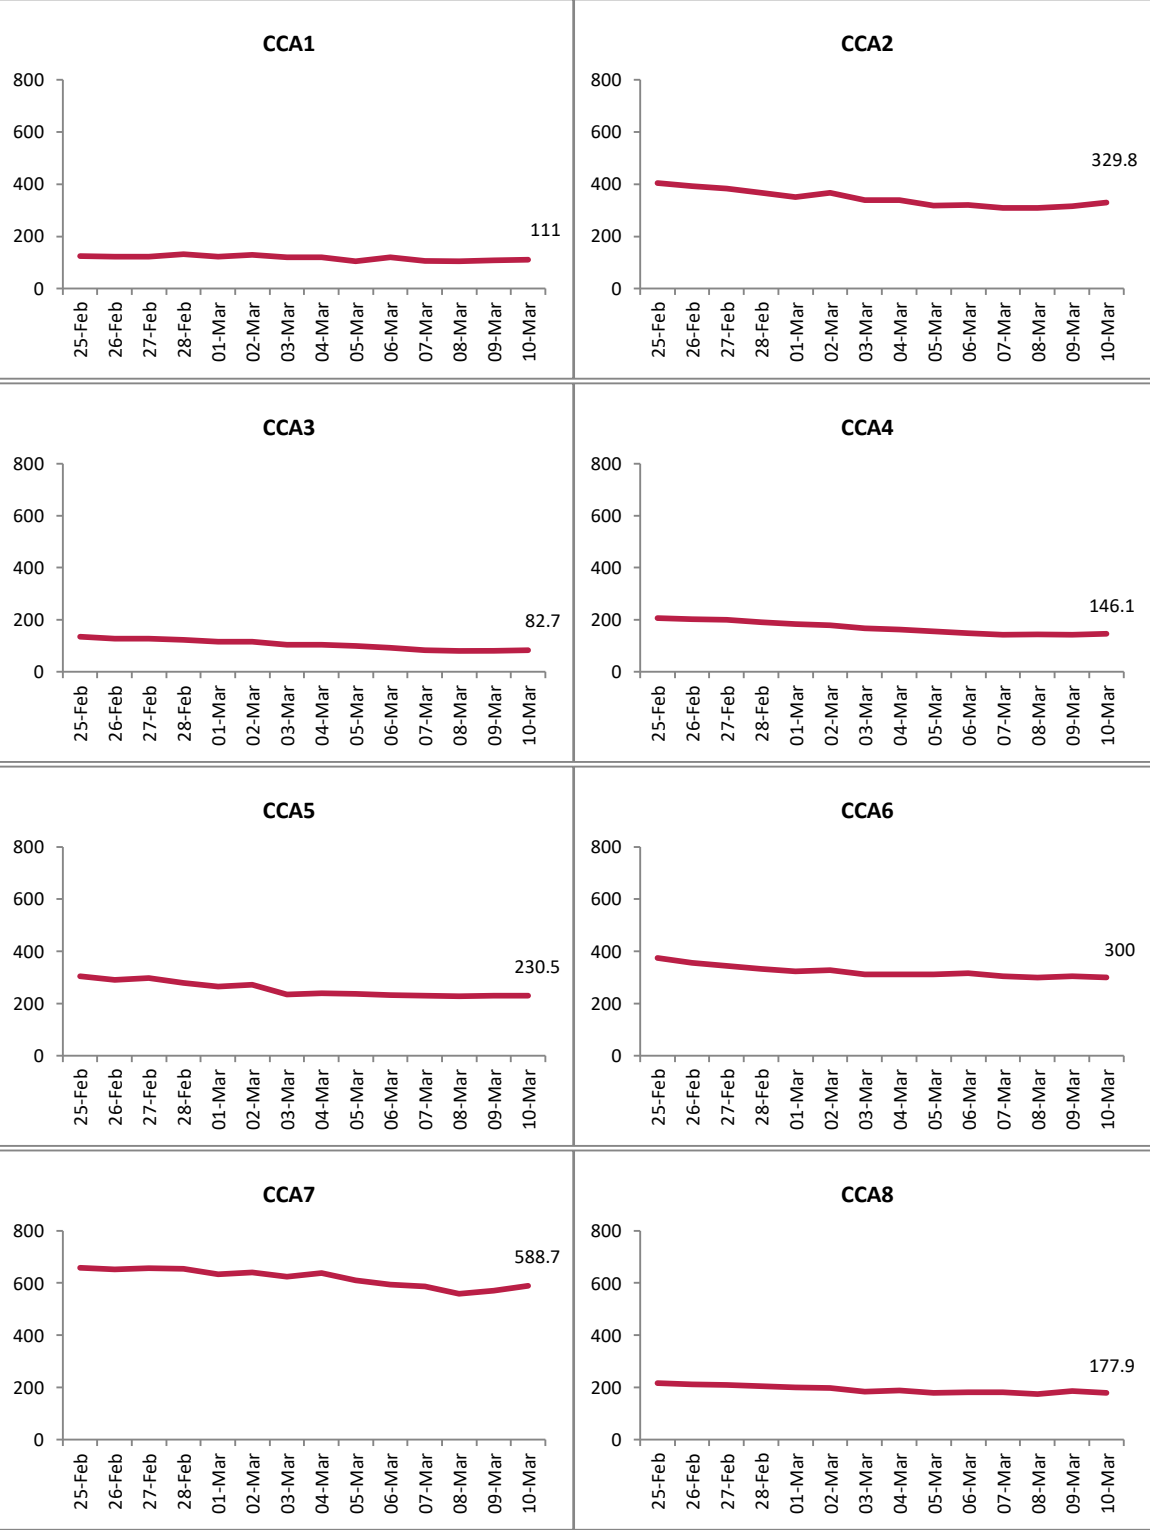 CCA1
800
600
400
200
0
111
25-Feb
26-Feb
27-Feb
28-Feb
01-Mar
02-Mar
03-Mar
04-Mar
05-Mar
06-Mar
07-Mar
08-Mar
09-Mar
10-Mar
CCA2
800
600
400
200
0
329.8
25-Feb
26-Feb
27-Feb
28-Feb
01-Mar
02-Mar
03-Mar
04-Mar
05-Mar
06-Mar
07-Mar
08-Mar
09-Mar
10-Mar
CCA3
800
600
400
200
0
82.7
25-Feb
26-Feb
27-Feb
28-Feb
01-Mar
02-Mar
03-Mar
04-Mar
05-Mar
06-Mar
07-Mar
08-Mar
09-Mar
10-Mar
CCA4
800
600
400
200
0
146.1
25-Feb
26-Feb
27-Feb
28-Feb
01-Mar
02-Mar
03-Mar
04-Mar
05-Mar
06-Mar
07-Mar
08-Mar
09-Mar
10-Mar
CCA5
800
600
400
200
0
230.5
25-Feb
26-Feb
27-Feb
28-Feb
01-Mar
02-Mar
03-Mar
04-Mar
05-Mar
06-Mar
07-Mar
08-Mar
09-Mar
10-Mar
CCA6
800
600
400
200
0
300
25-Feb
26-Feb
27-Feb
28-Feb
01-Mar
02-Mar
03-Mar
04-Mar
05-Mar
06-Mar
07-Mar
08-Mar
09-Mar
10-Mar
CCA7
800
600
400
200
0
588.7
25-Feb
26-Feb
27-Feb
28-Feb
01-Mar
02-Mar
03-Mar
04-Mar
05-Mar
06-Mar
07-Mar
08-Mar
09-Mar
10-Mar
CCA8
800
600
400
200
0
177.9
25-Feb
26-Feb
27-Feb
28-Feb
01-Mar
02-Mar
03-Mar
04-Mar
05-Mar
06-Mar
07-Mar
08-Mar
09-Mar
10-Mar